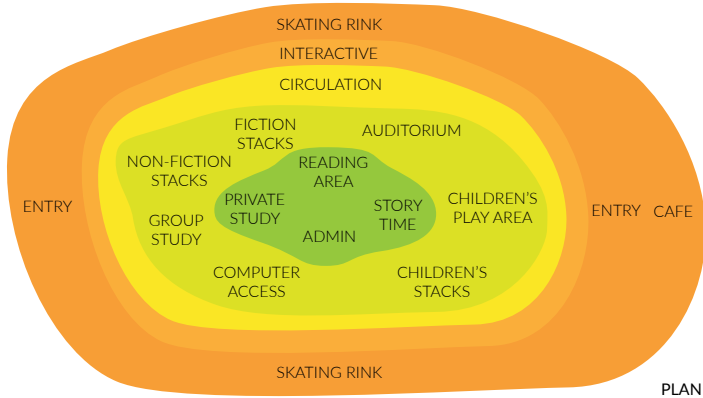 SKATING RINK
INTERACTIVE
CIRCULATION
FICTION
STACKS
AUDITORIUM
NON-FICTION
STACKS
READING
AREA
ENTRY
GROUP
STUDY
PRIVATE
STUDY
STORY
TIME
ADMIN
CHILDREN'S
PLAY AREA
ENTRY
CAFE
COMPUTER
ACCESS
CHILDREN'S
STACKS
SKATING RINK
PLAN